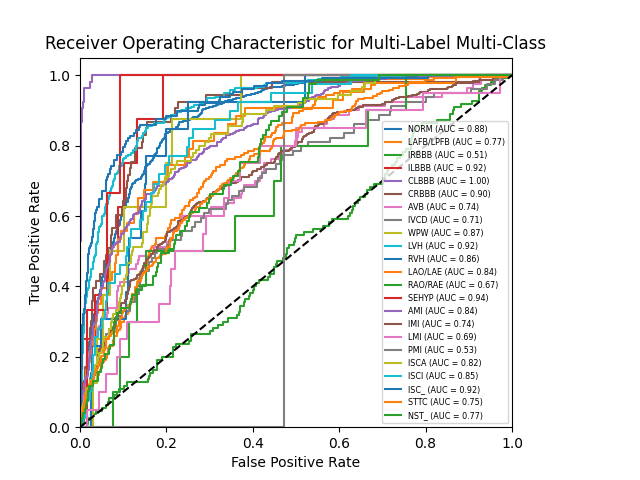 Receiver Operating Characteristic for Multi-Label Multi-Class
True Positive Rate
1.0
0.8
0.6
0.4
0.2
0.0
NORM (AUC = 0.88)
LAFB/LPFB (AUC = 0.77)
IRBBB (AUC = 0.51)
ILBBB (AUC = 0.92)
CLBBB (AUC = 1.00)
CRBBB (AUC = 0.90)
AVB (AUC = 0.74)
IVCD (AUC = 0.71)
WPW (AUC = 0.87)
LVH (AUC = 0.92)
RVH (AUC = 0.86)
LAO/LAE (AUC = 0.84)
RAO/RAE (AUC = 0.67)
SEHYP (AUC = 0.94)
AMI (AUC = 0.84)
IMI (AUC = 0.74)
LMI (AUC = 0.69)
PMI (AUC = 0.53)
ISCA (AUC = 0.82)
ISCI (AUC = 0.85)
ISC_ (AUC = 0.92)
STTC (AUC = 0.75)
NST_ (AUC = 0.77)
0.0 0.2 0.4 0.6 0.8 1.0
False Positive Rate